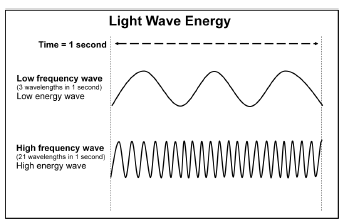 Light Wave Energy
Time = 1 second
Low frequency wave
(3 wavelengths in 1 second)
Low energy wave
High frequency wave
(21 wavelengths in 1 second)
High energy wave